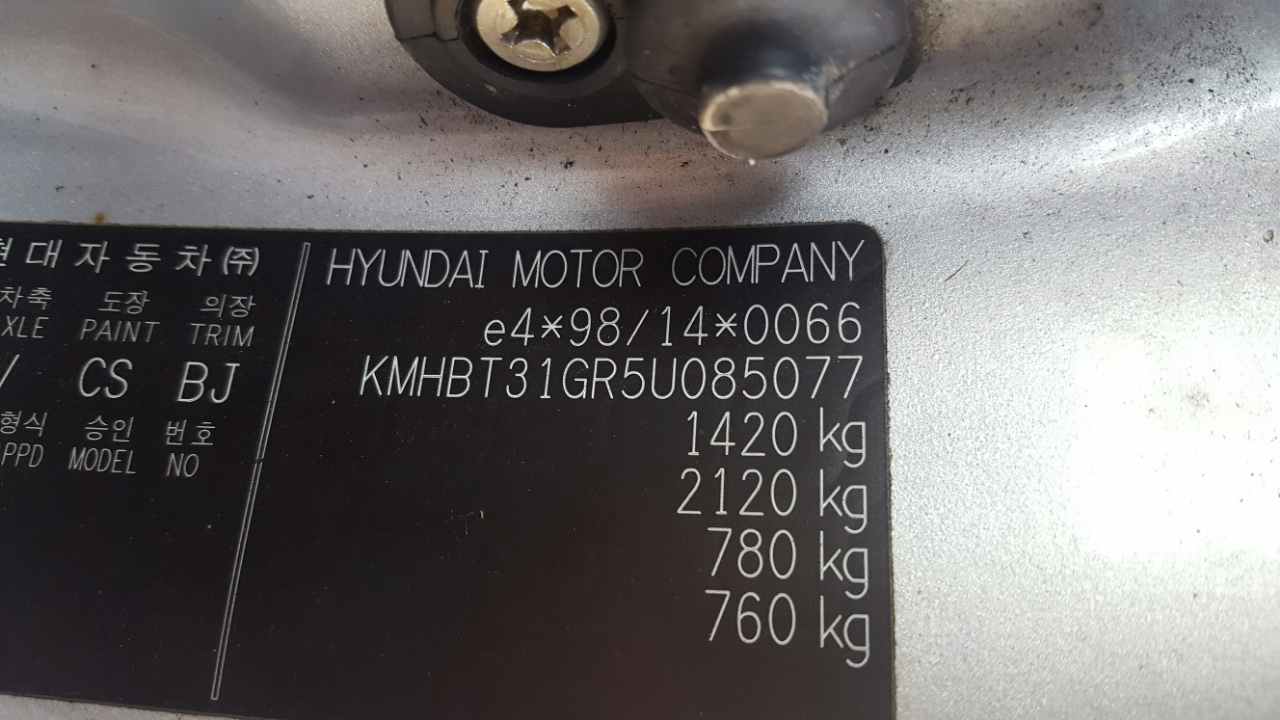 현대자동차(주)
차축 도장 의장
XLE PAINT TRIM
/ CS BJ
형식 승인 번호
APPD MODEL NO
HYUNDAI MOTOR COMPANY
e4*98/14*0066
KMHBT31GR5U085077
1420 kg
2120 kg
780 kg
760 kg